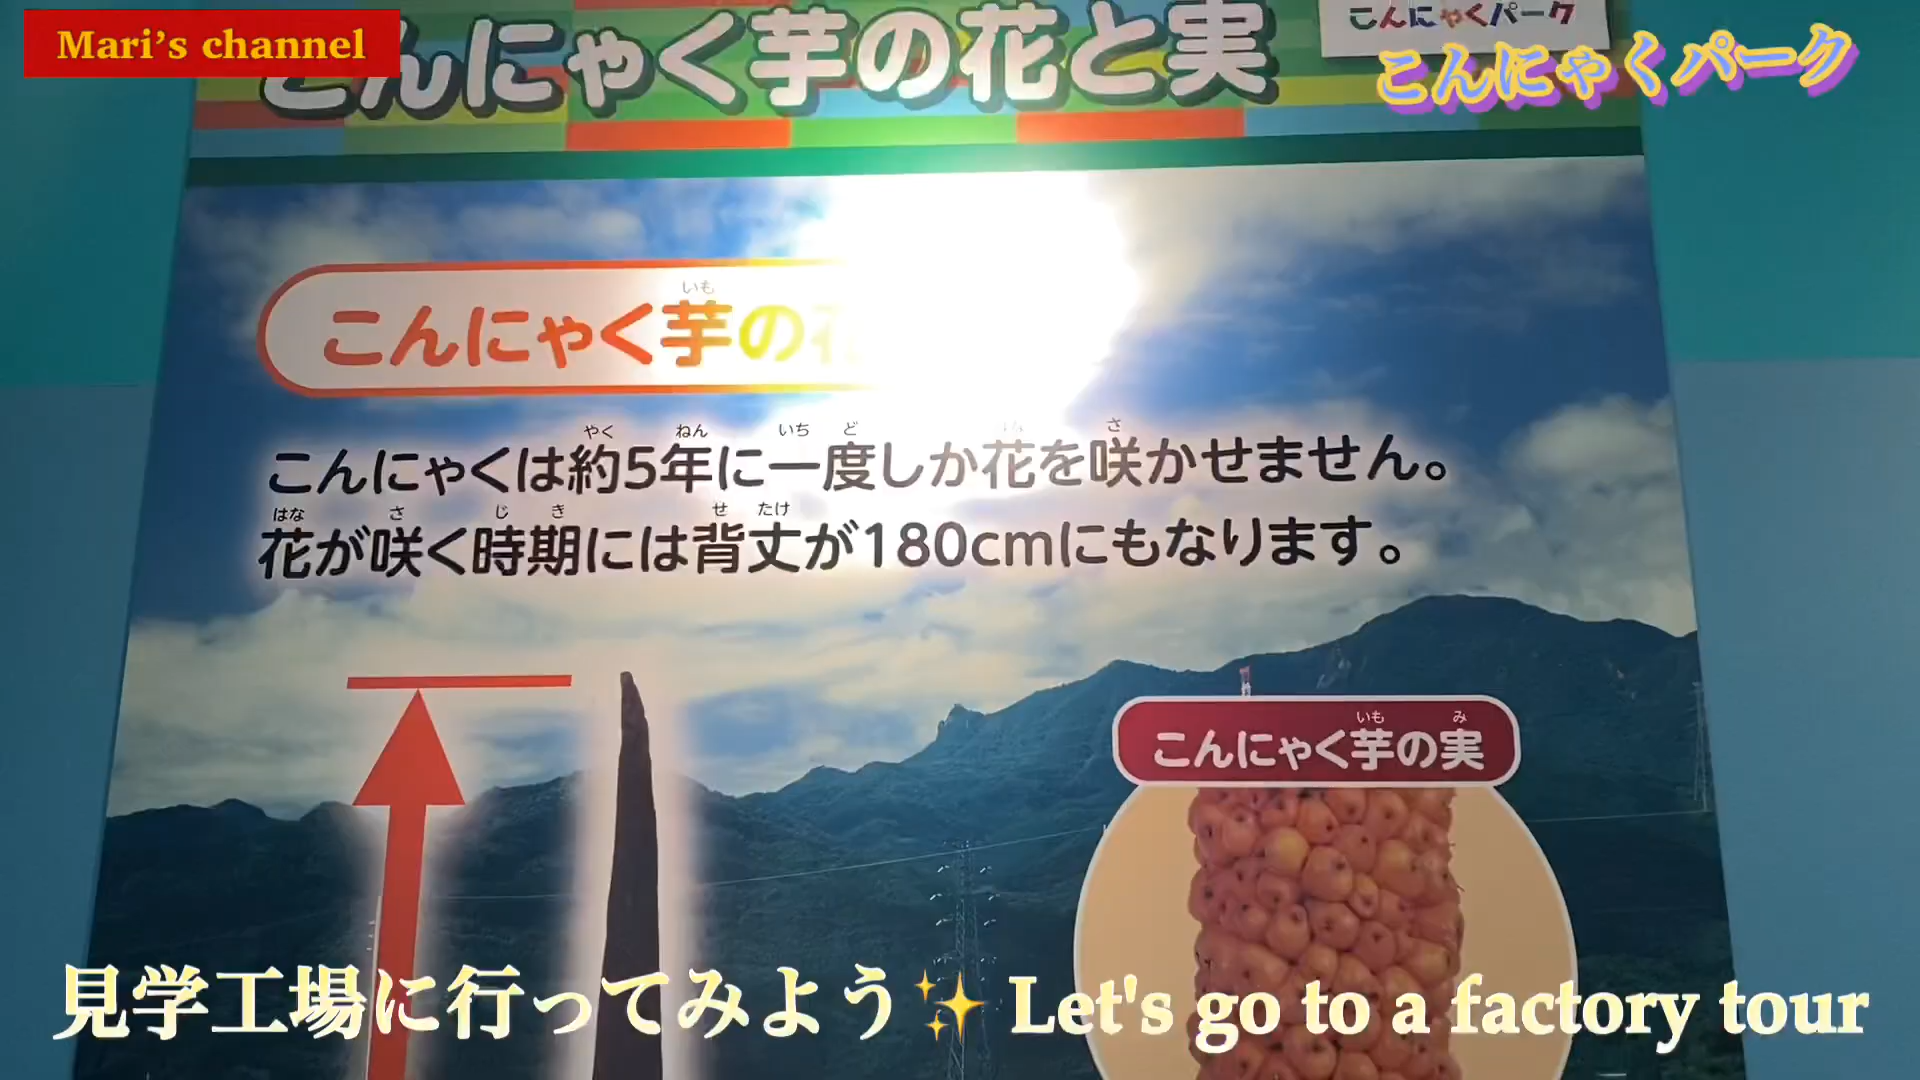 Mari's channel
こんにゃく芋の花と実
こんにゃくパーク
こんにゃくパーク
いも
こんにゃく芋の
やく ねん いち ど さ
こんにゃくは約5年に一度しか花を咲かせません。
はな さ じ き せ たけ
花が咲く時期には背丈が180cmにもなります。
いも み
こんにゃく芋の実
見学工場に行ってみよう✨ Let's go to a factory tour